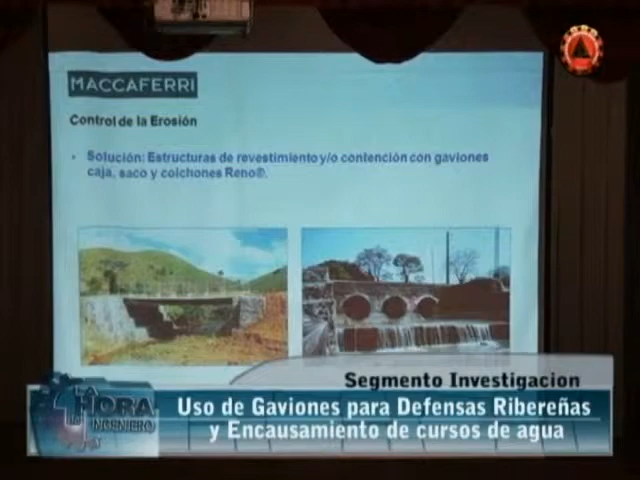 MACCAFERRI
Control de la Erosión
• Solución: Estructuras de revestimiento y/o contención con gaviones
caja, saco y colchones Reno®.
Segmento Investigacion
LA
HORA
INGENIERO
Uso de Gaviones para Defensas Ribereñas
y Encausamiento de cursos de agua